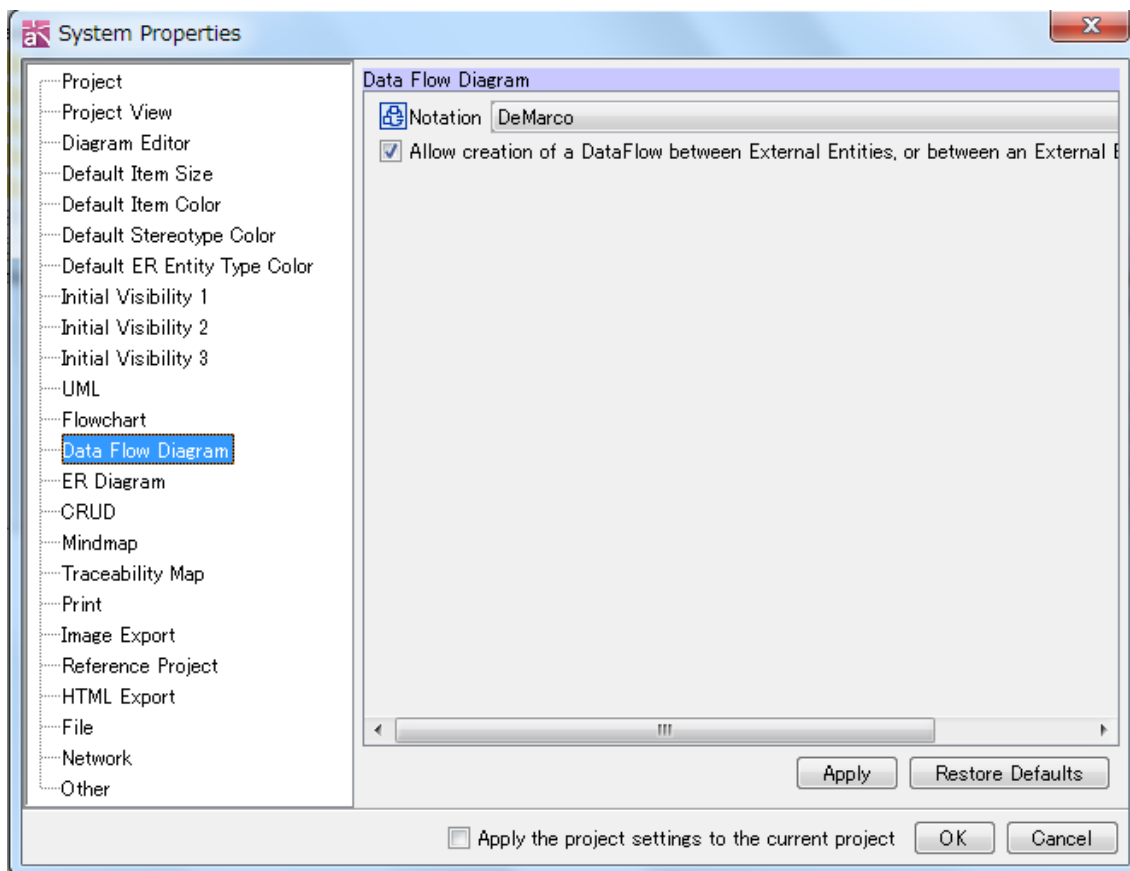 System Properties
Project
Project View
Diagram Editor
Default Item Size
Default Item Color
Default Stereotype Color
Default ER Entity Type Color
Initial Visibility 1
Initial Visibility 2
Initial Visibility 3
UML
Flowchart
Data Flow Diagram
ER Diagram
CRUD
Mindmap
Traceability Map
Print
Image Export
Reference Project
HTML Export
File
Network
Other
Data Flow Diagram
Notation DeMarco
Allow creation of a DataFlow between External Entities, or between an External
Apply Restore Defaults
Apply the project settings to the current project OK Cancel